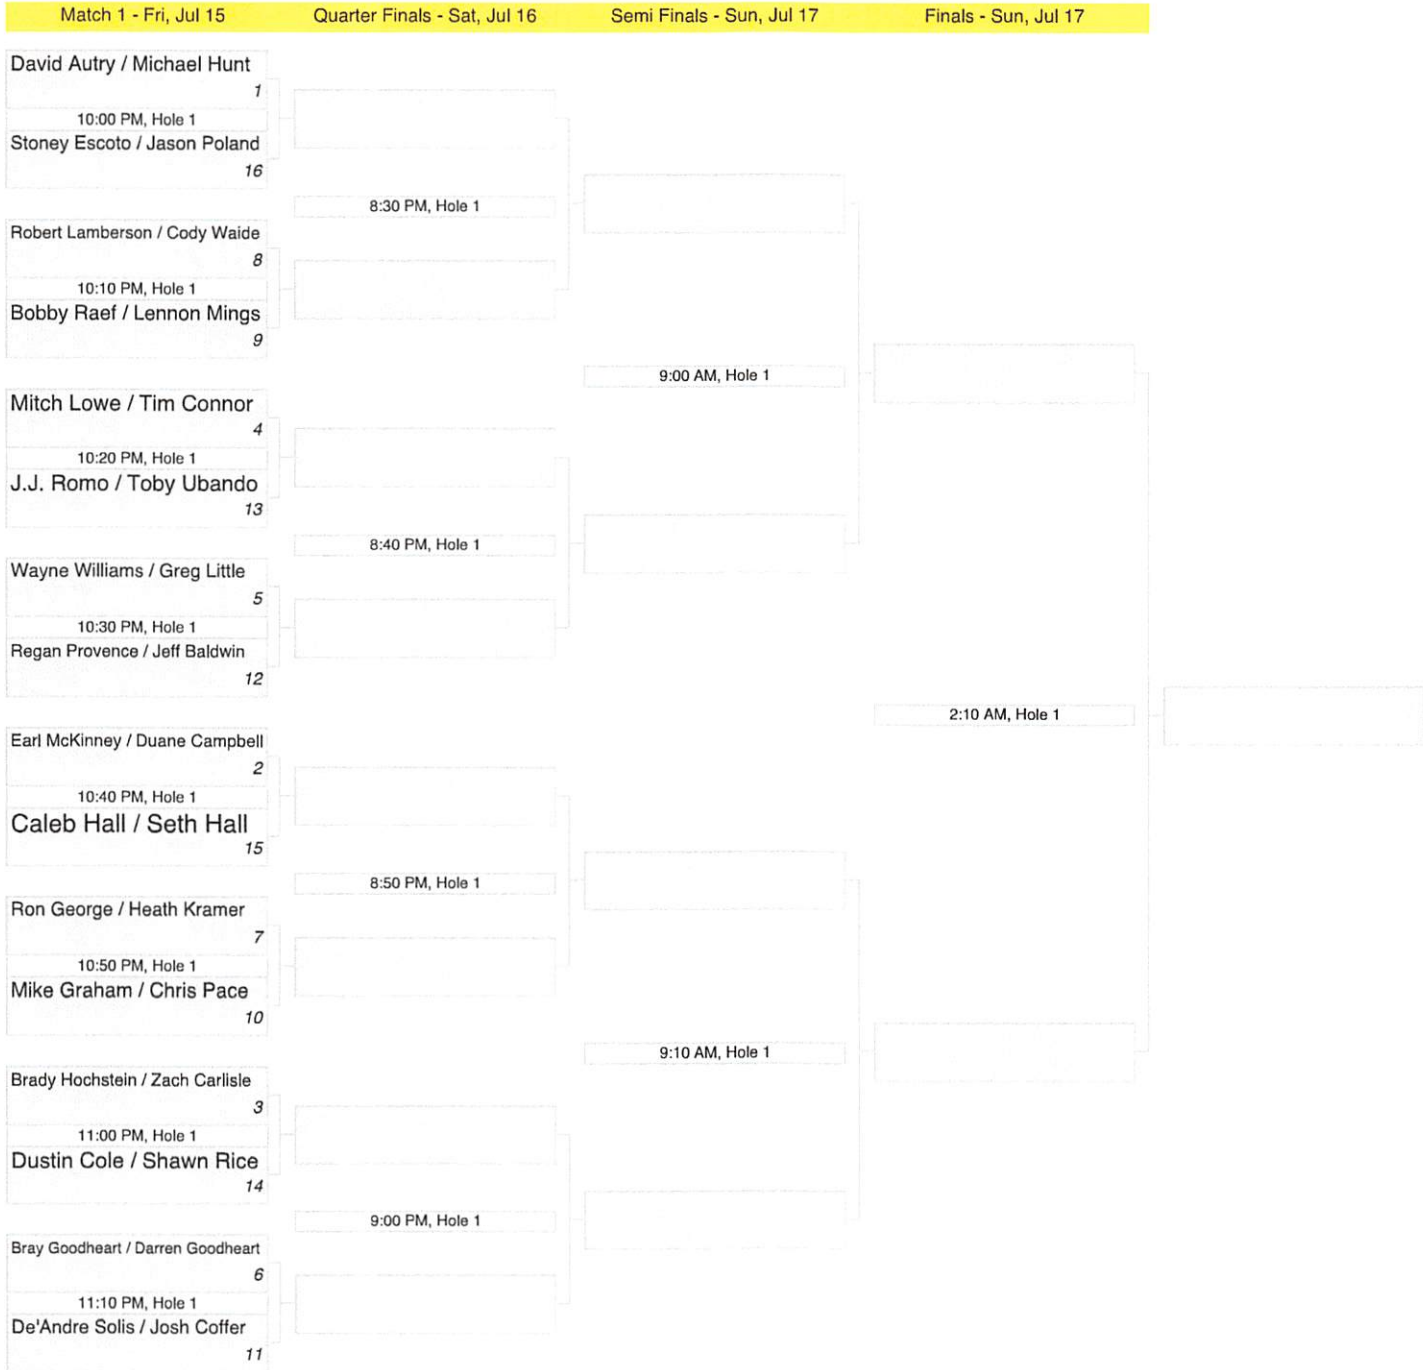 Match 1 - Fri, Jul 15
Quarter Finals - Sat, Jul 16
Semi Finals - Sun, Jul 17
Finals - Sun, Jul 17
David Autry / Michael Hunt
1
10:00 PM, Hole 1
Stoney Escoto / Jason Poland
16
Robert Lamberson / Cody Waide
8
10:10 PM, Hole 1
Bobby Raef / Lennon Mings
9
Mitch Lowe / Tim Connor
4
10:20 PM, Hole 1
J.J. Romo / Toby Ubando
13
Wayne Williams / Greg Little
5
10:30 PM, Hole 1
Regan Provence / Jeff Baldwin
12
Earl McKinney / Duane Campbell
2
10:40 PM, Hole 1
Caleb Hall / Seth Hall
15
Ron George / Heath Kramer
7
10:50 PM, Hole 1
Mike Graham / Chris Pace
10
Brady Hochstein / Zach Carlisle
3
11:00 PM, Hole 1
Dustin Cole / Shawn Rice
14
Bray Goodheart / Darren Goodheart
6
11:10 PM, Hole 1
De'Andre Solis / Josh Coffer
11
8:30 PM, Hole 1
8:40 PM, Hole 1
8:50 PM, Hole 1
9:00 PM, Hole 1
9:00 AM, Hole 1
9:10 AM, Hole 1
2:10 AM, Hole 1